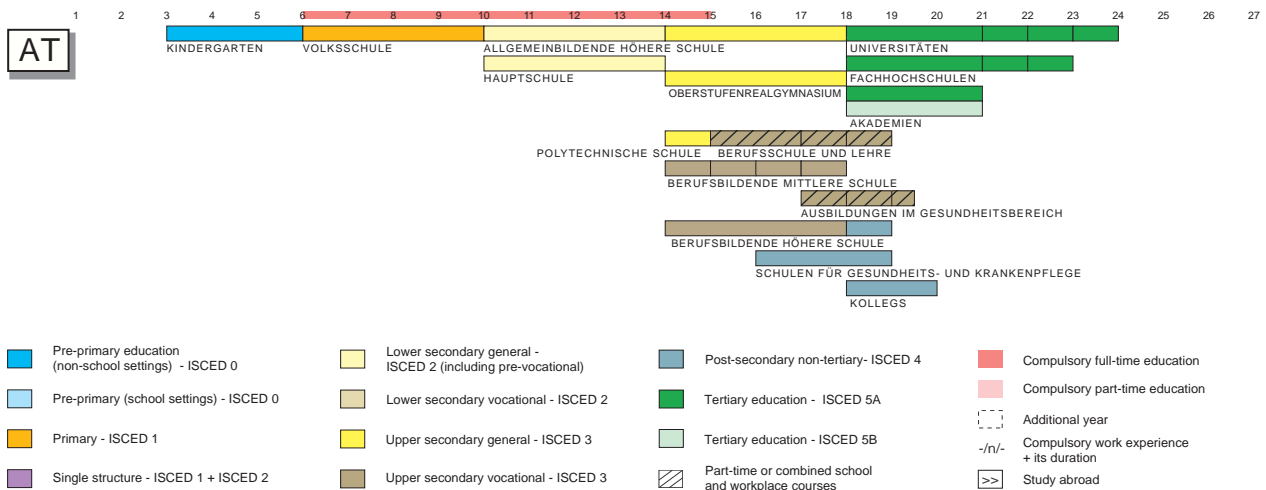 1 2 3 4 5 6 7 8 9 10 11 12 13 14 15 16 17 18 19 20 21 22 23 24 25 26 27
AT
KINDERGARTEN VOLKSSCHULE ALLGEMEINBILDENDE HÖHERE SCHULE UNIVERSITÄTEN
HAUPTSCHULE FACHHOCHSCHULEN
OBERSTUFENREALGYMNASIUM
AKADEMIEN
POLYTECHNISCHE SCHULE BERUFSSCHULE UND LEHRE
BERUFSBILDENDE MITTLERE SCHULE
AUSBILDUNGEN IM GESUNDHEITSBEREICH
BERUFSBILDENDE HÖHERE SCHULE
SCHULEN FÜR GESUNDHEITS- UND KRANKENPFLEGE
KOLLEGS
Pre-primary education
(non-school settings) - ISCED 0
Pre-primary (school settings) - ISCED 0
Primary - ISCED 1
Single structure - ISCED 1 + ISCED 2
Lower secondary general -
ISCED 2 (including pre-vocational)
Lower secondary vocational - ISCED 2
Upper secondary general - ISCED 3
Upper secondary vocational - ISCED 3
Post-secondary non-tertiary- ISCED 4
Tertiary education - ISCED 5A
Tertiary education - ISCED 5B
Part-time or combined school
and workplace courses
Compulsory full-time education
Compulsory part-time education
Additional year
-/n/- Compulsory work experience
+ its duration
>> Study abroad